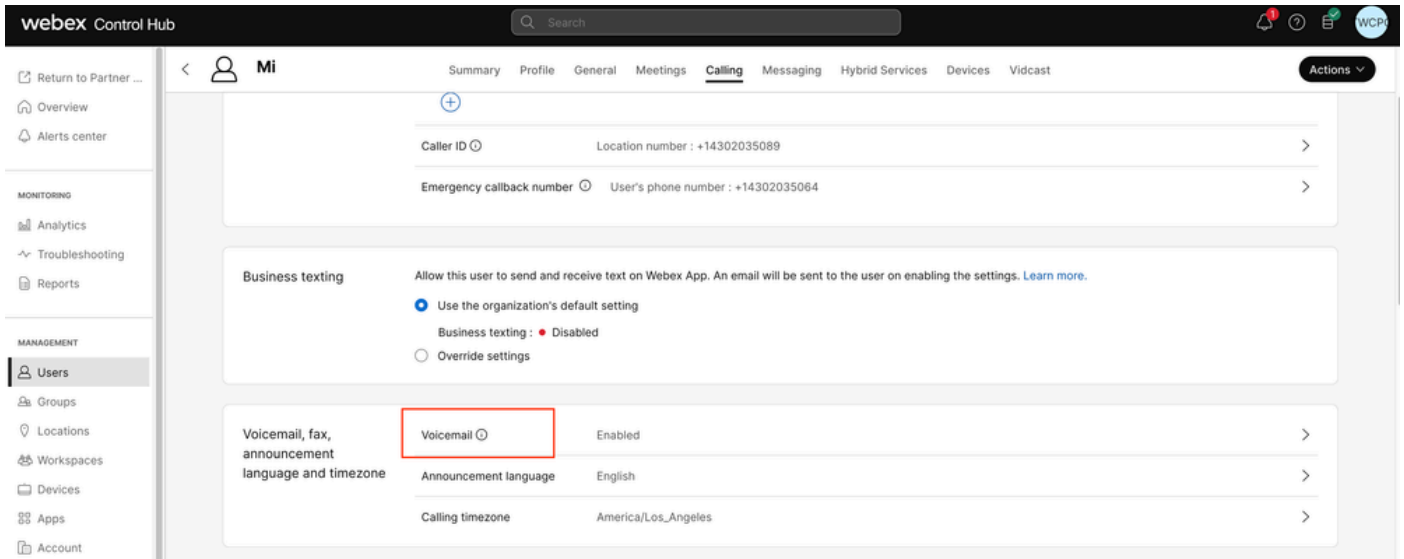 webex Control Hub
Search
1
WCP
Return to Partner ...
Overview
Alerts center
MONITORING
Analytics
Troubleshooting
Reports
MANAGEMENT
Users
Groups
Locations
Workspaces
Devices
Apps
Account
Mi
Summary Profile General Meetings Calling Messaging Hybrid Services Devices Vidcast
Actions
Caller ID Location number : +14302035089
Emergency callback number User's phone number : +14302035064
Business texting
Allow this user to send and receive text on Webex App. An email will be sent to the user on enabling the settings. Learn more.
Use the organization's default setting
Business texting : Disabled
Override settings
Voicemail, fax,
announcement
language and timezone
Voicemail Enabled
Announcement language English
Calling timezone America/Los_Angeles